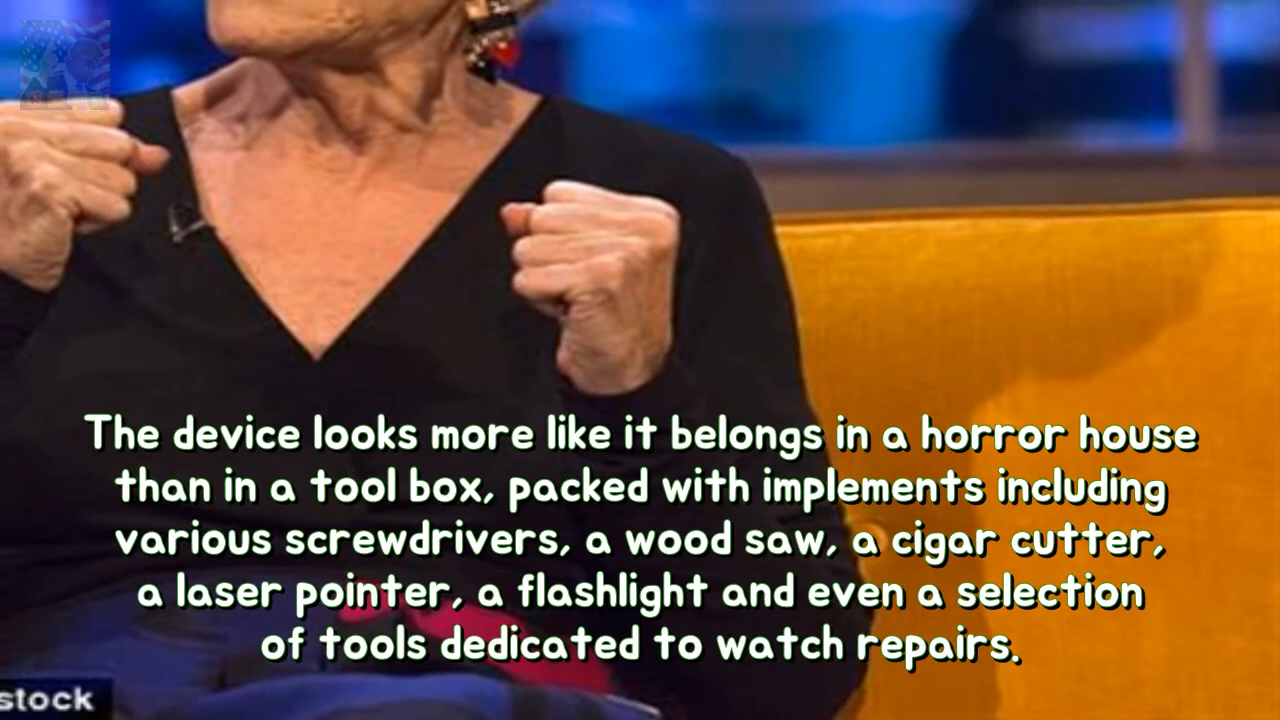 The device looks more like it belongs in a horror house
than in a tool box, packed with implements including
various screwdrivers, a wood saw, a cigar cutter,
a laser pointer, a flashlight and even a selection
of tools dedicated to watch repairs.
stock